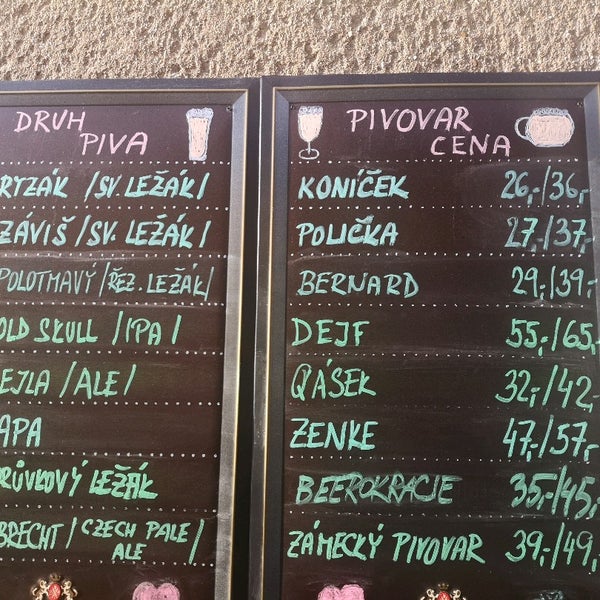 DRUH
PIVA
RTZÁK /SV. LEŽÁK/
ZÁVIŠ /SV. LEŽÁK/
POLOTMAVÝ /ŘEZ. LEŽÁK/
OLD SKULL /IPA/
EJLA /ALE/
APA
RŮVKOVÝ LEŽÁK
BRECHT / CZECH PALE /
ALE
PIVOVAR
CENA
KONÍČEK 26,-/36,-
POLIČKA 27,-/37,-
BERNARD 29,-/39,-
DEJF 55,-/65,-
QÁSEK 32,-/42,-
ZENKE 47,-/57,-
BEEROKRACJE 35,-/45,-
ZÁMECKÝ PIVOVAR 39,-/49,-